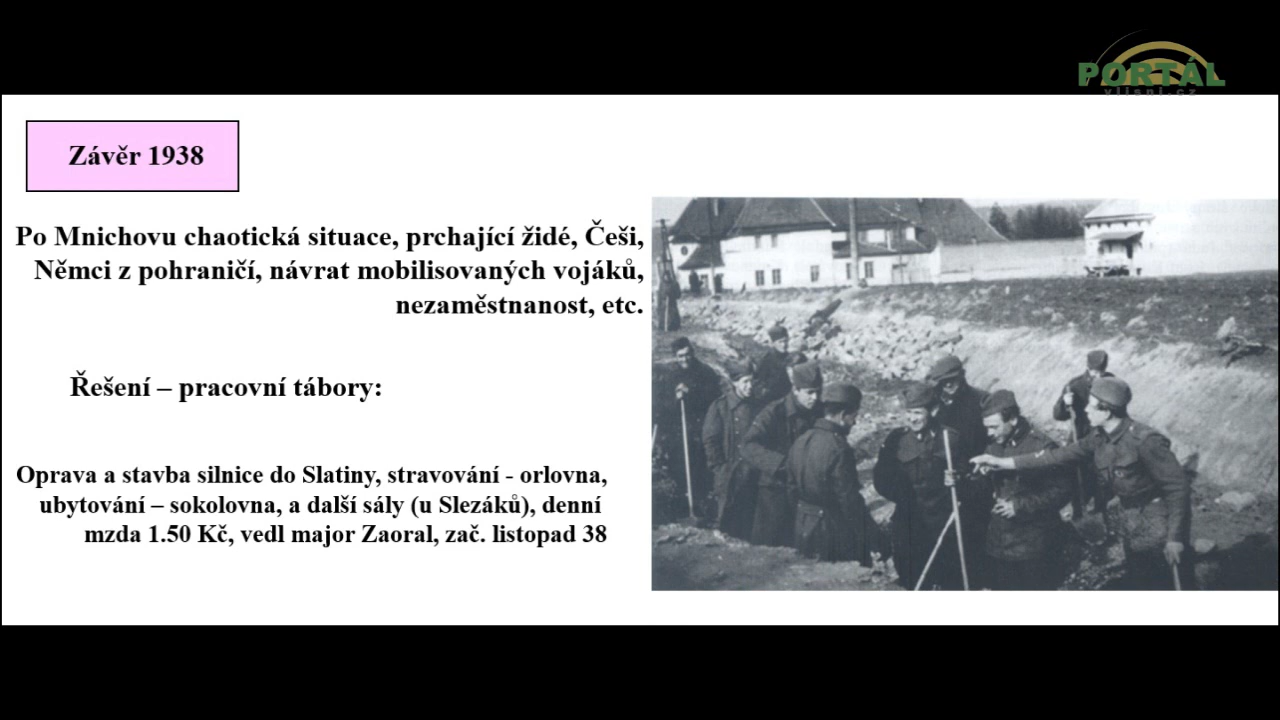 PORTÁL
vjisni.cz
Závěr 1938
Po Mnichovu chaotická situace, prchající židé, Češi,
Němci z pohraničí, návrat mobilisovaných vojáků,
nezaměstnanost, etc.
Řešení – pracovní tábory:
Oprava a stavba silnice do Slatiny, stravování - orlovna,
ubytování – sokolovna, a další sály (u Slezáků), denní
mzda 1.50 Kč, vedl major Zaoral, zač. listopad 38